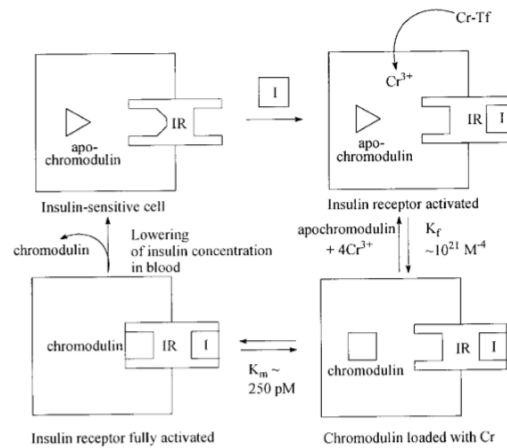 Cr-Tf
Cr³⁺
I
IR
apo-
chromodulin
Insulin-sensitive cell
IR
I
apo-
chromodulin
Insulin receptor activated
chromodulin
Lowering
of insulin concentration
in blood
apochromodulin
+ 4Cr³⁺
K_f
~10²¹ M⁻⁴
chromodulin
IR
I
Insulin receptor fully activated
K_m ~
250 pM
IR
I
chromodulin
Chromodulin loaded with Cr